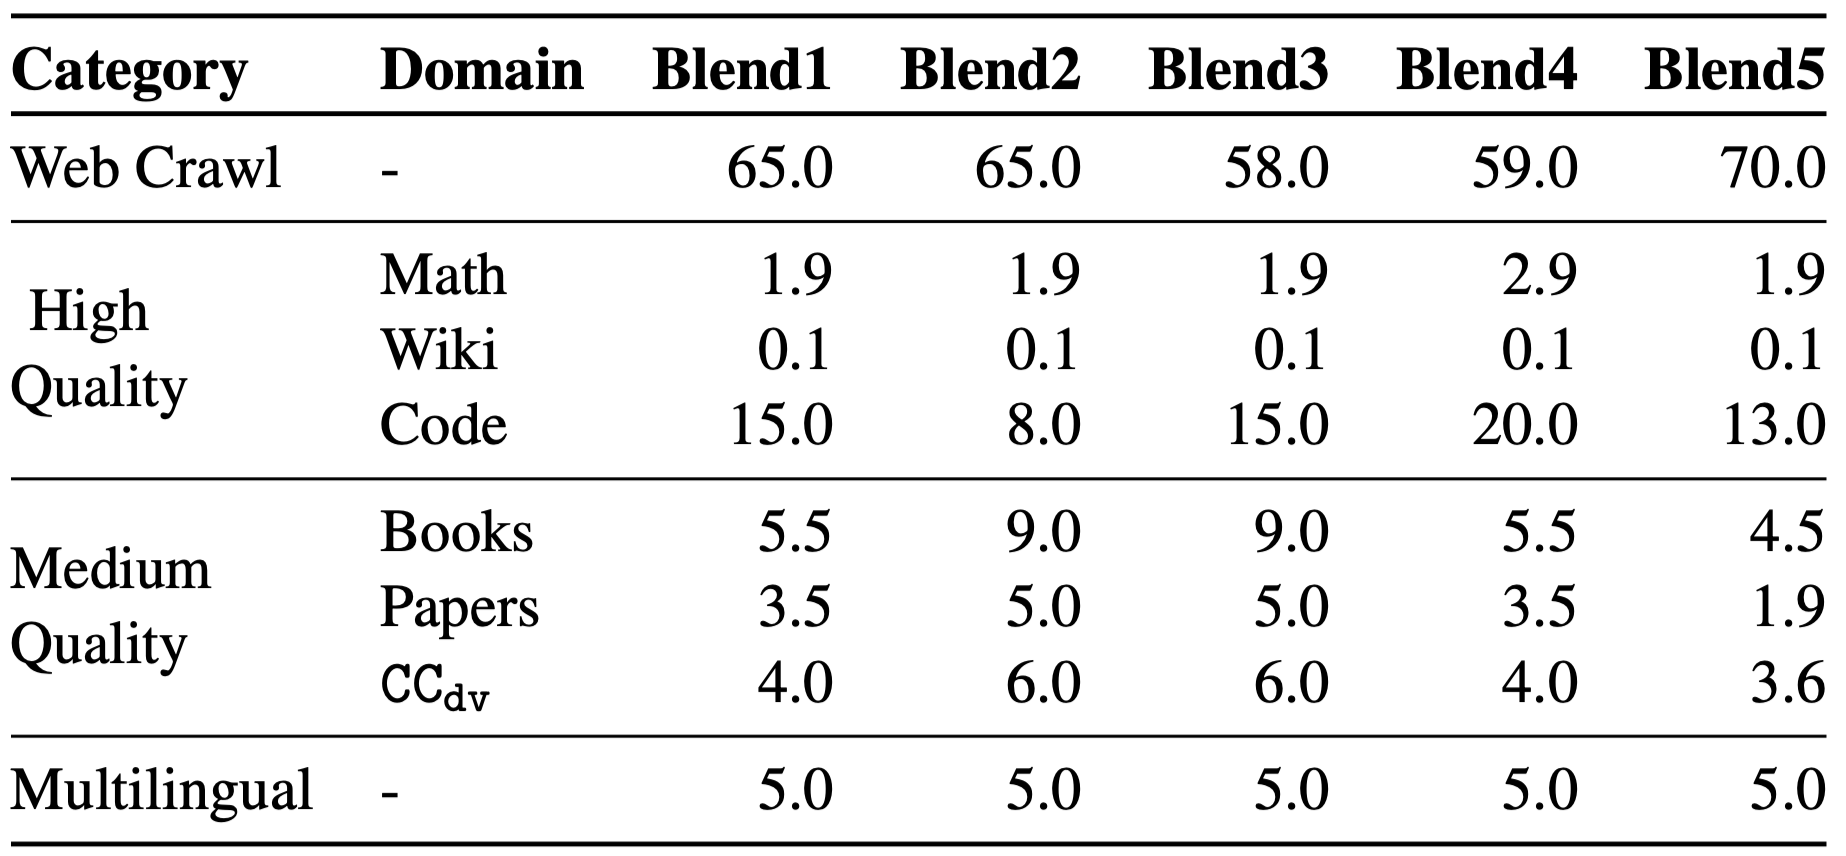 Category Domain Blend1 Blend2 Blend3 Blend4 Blend5
Web Crawl - 65.0 65.0 58.0 59.0 70.0
High Quality Math 1.9 1.9 1.9 2.9 1.9
Wiki 0.1 0.1 0.1 0.1 0.1
Code 15.0 8.0 15.0 20.0 13.0
Medium Quality Books 5.5 9.0 9.0 5.5 4.5
Papers 3.5 5.0 5.0 3.5 1.9
CCdv 4.0 6.0 6.0 4.0 3.6
Multilingual - 5.0 5.0 5.0 5.0 5.0